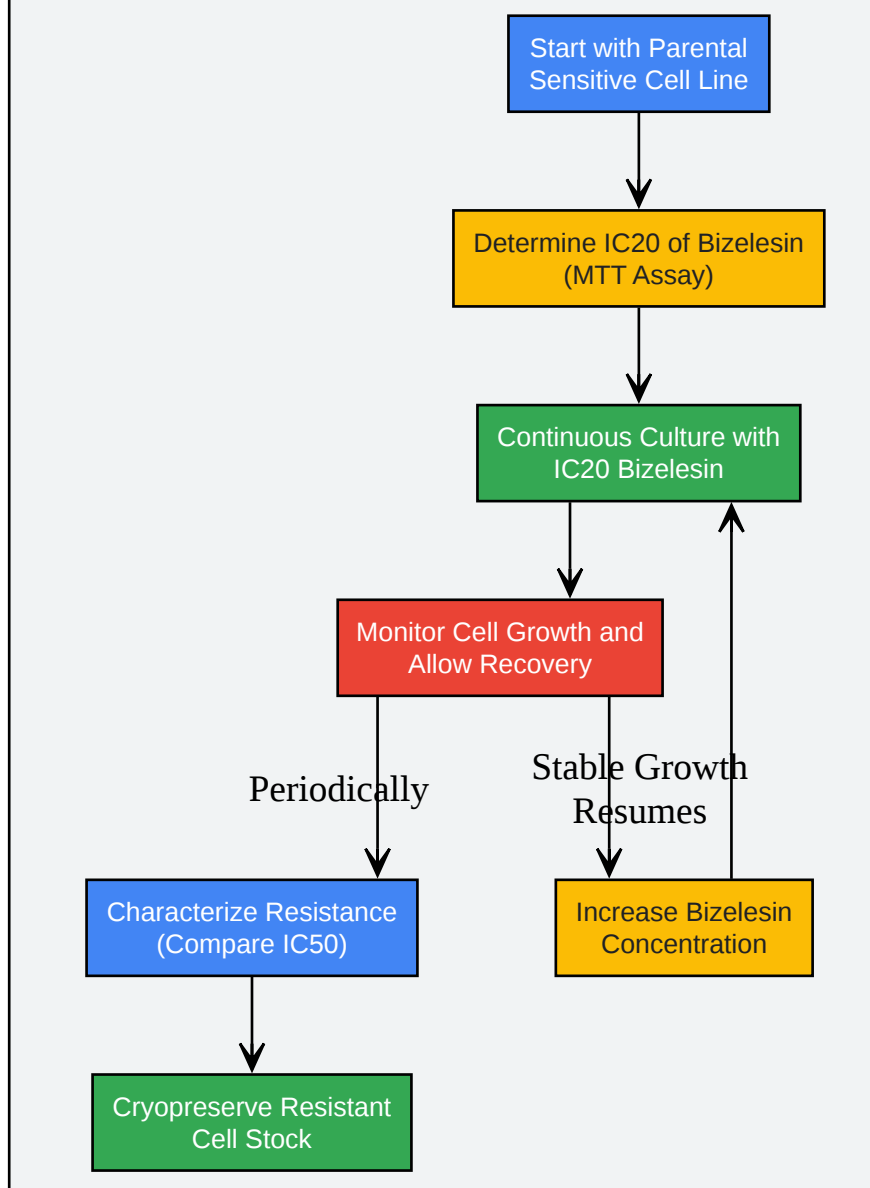 Start with Parental
Sensitive Cell Line
Determine IC20 of Bizelesin
(MTT Assay)
Continuous Culture with
IC20 Bizelesin
Monitor Cell Growth and
Allow Recovery
Periodically
Stable Growth
Resumes
Characterize Resistance
(Compare IC50)
Increase Bizelesin
Concentration
Cryopreserve Resistant
Cell Stock